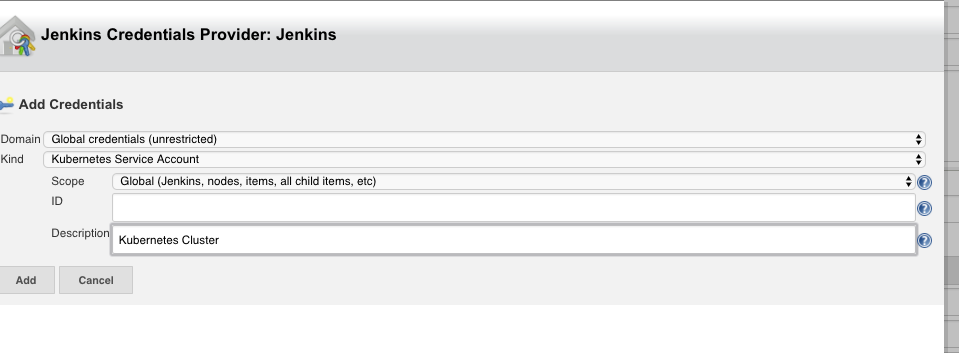 Jenkins Credentials Provider: Jenkins
Add Credentials
Domain Global credentials (unrestricted)
Kind Kubernetes Service Account
Scope Global (Jenkins, nodes, items, all child items, etc)
ID
Description Kubernetes Cluster
Add Cancel